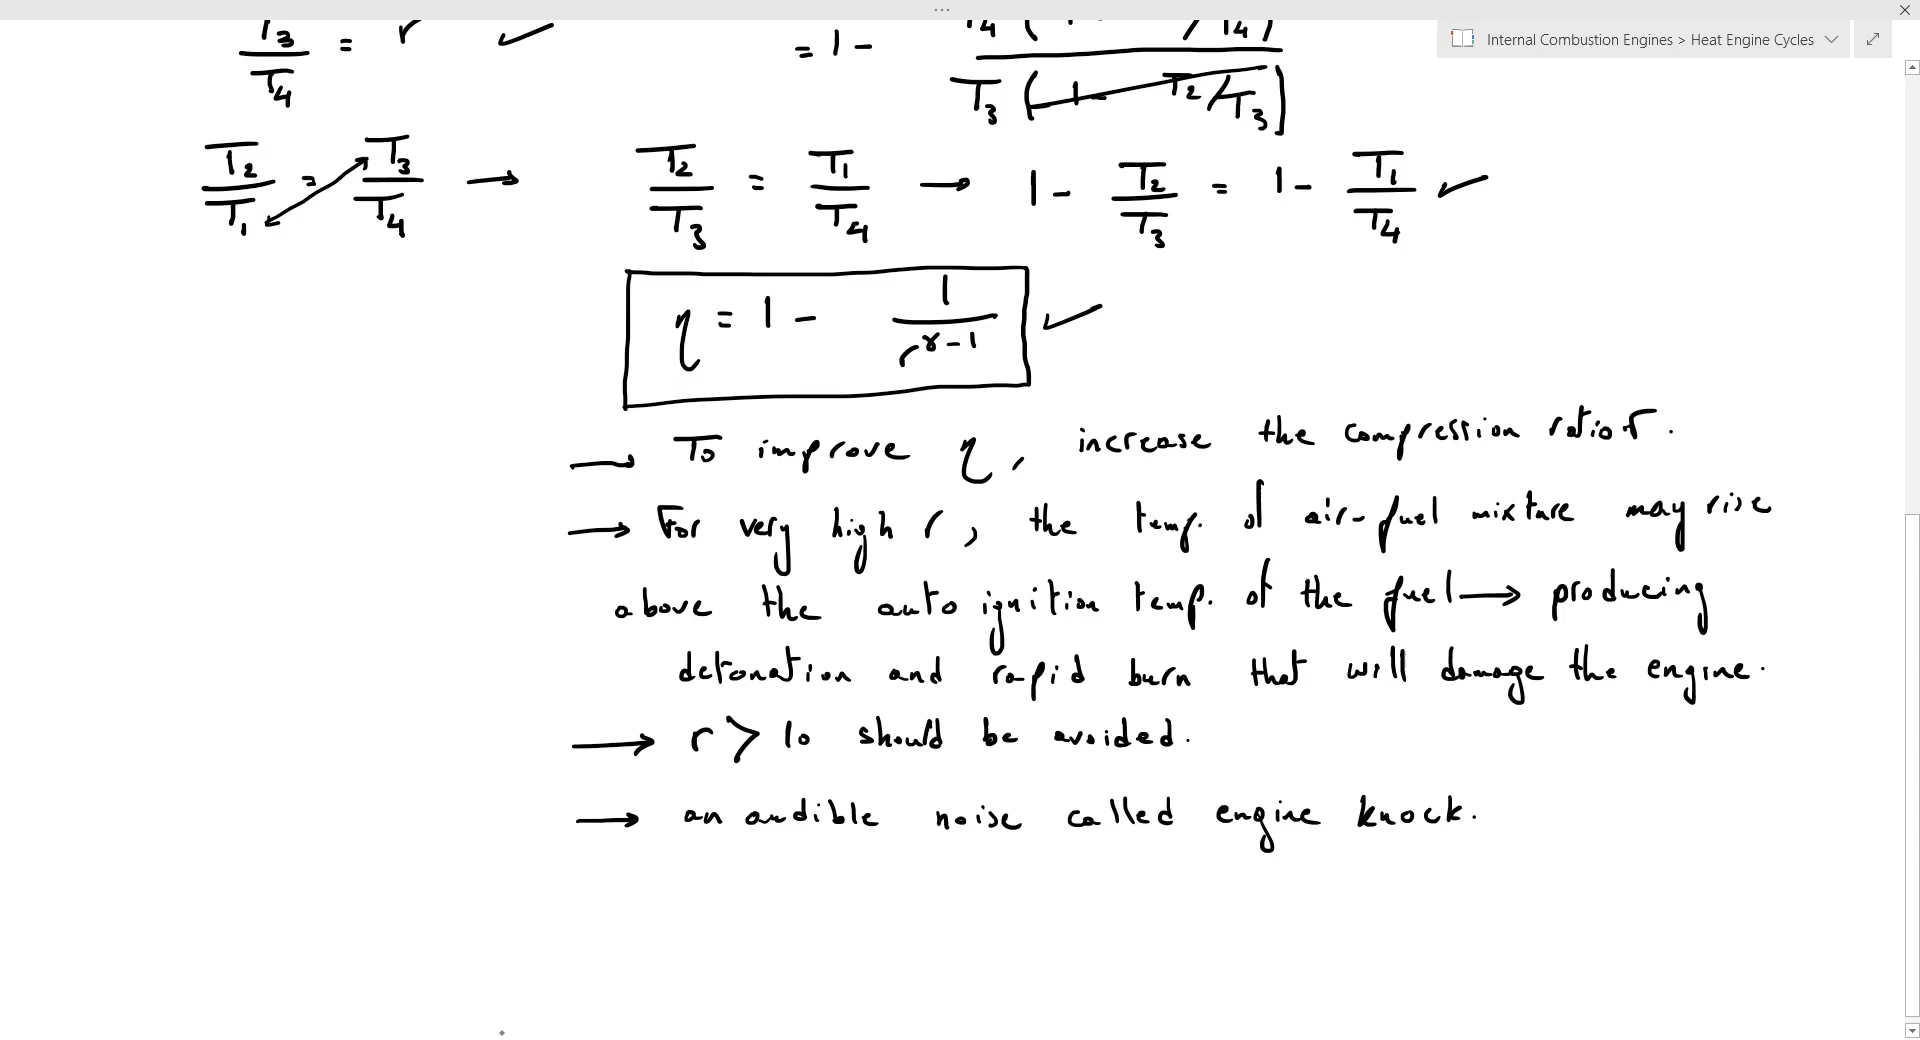 ...
Internal Combustion Engines > Heat Engine Cycles
T3/T4 = r ✓
= 1 - T4 (1 - /T4) / T3 (1 - T2/T3)
T2/T1 = T3/T4 → T2/T3 = T1/T4 → 1 - T2/T3 = 1 - T1/T4 ✓
η = 1 - 1/r^(γ-1) ✓
→ To improve η, increase the compression ratio r.
→ For very high r, the temp. of air-fuel mixture may rise
above the auto ignition temp. of the fuel → producing
detonation and rapid burn that will damage the engine.
→ r > 10 should be avoided.
→ an audible noise called engine knock.